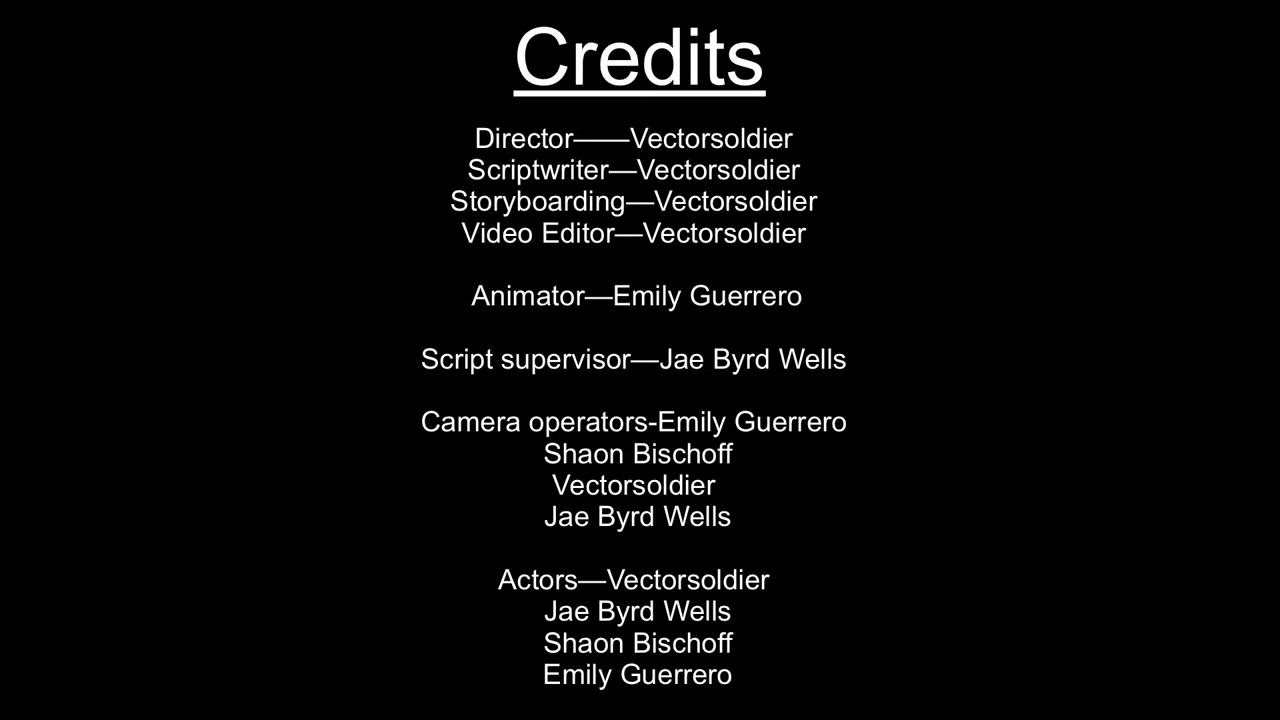 Credits
Director——Vectorsoldier
Scriptwriter—Vectorsoldier
Storyboarding—Vectorsoldier
Video Editor—Vectorsoldier
Animator—Emily Guerrero
Script supervisor—Jae Byrd Wells
Camera operators-Emily Guerrero
Shaon Bischoff
Vectorsoldier
Jae Byrd Wells
Actors—Vectorsoldier
Jae Byrd Wells
Shaon Bischoff
Emily Guerrero